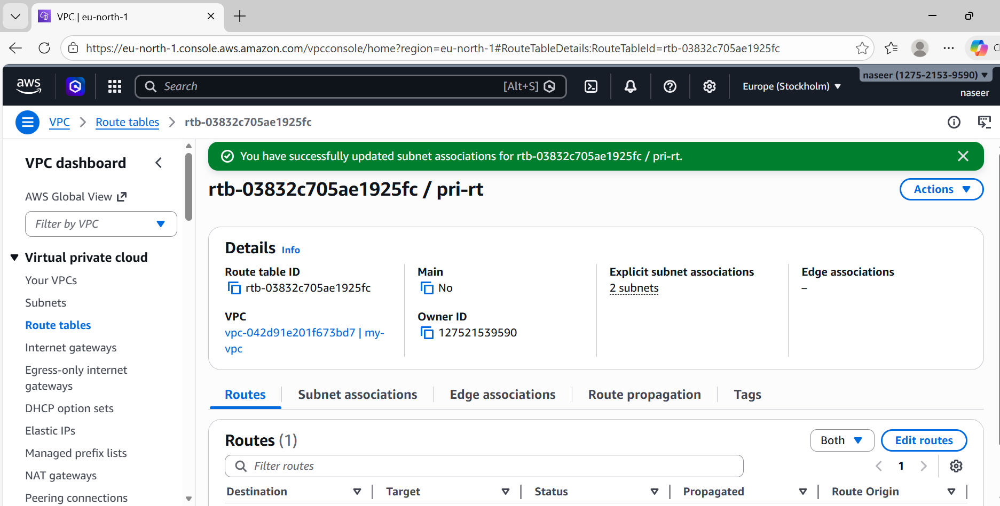 VPC | eu-north-1
https://eu-north-1.console.aws.amazon.com/vpcconsole/home?region=eu-north-1#RouteTableDetails:RouteTableId=rtb-03832c705ae1925fc
aws
Search
[Alt+S]
Europe (Stockholm)
naseer (1275-2153-9590)
naseer
VPC
Route tables
rtb-03832c705ae1925fc
VPC dashboard
AWS Global View
Filter by VPC
Virtual private cloud
Your VPCs
Subnets
Route tables
Internet gateways
Egress-only internet
gateways
DHCP option sets
Elastic IPs
Managed prefix lists
NAT gateways
Peering connections
You have successfully updated subnet associations for rtb-03832c705ae1925fc / pri-rt.
rtb-03832c705ae1925fc / pri-rt
Actions
Details Info
Route table ID
rtb-03832c705ae1925fc
Main
No
Explicit subnet associations
2 subnets
Edge associations
–
VPC
vpc-042d91e201f673bd7 | my-
vpc
Owner ID
127521539590
Routes
Subnet associations
Edge associations
Route propagation
Tags
Routes (1)
Both
Edit routes
Filter routes
1
Destination
Target
Status
Propagated
Route Origin